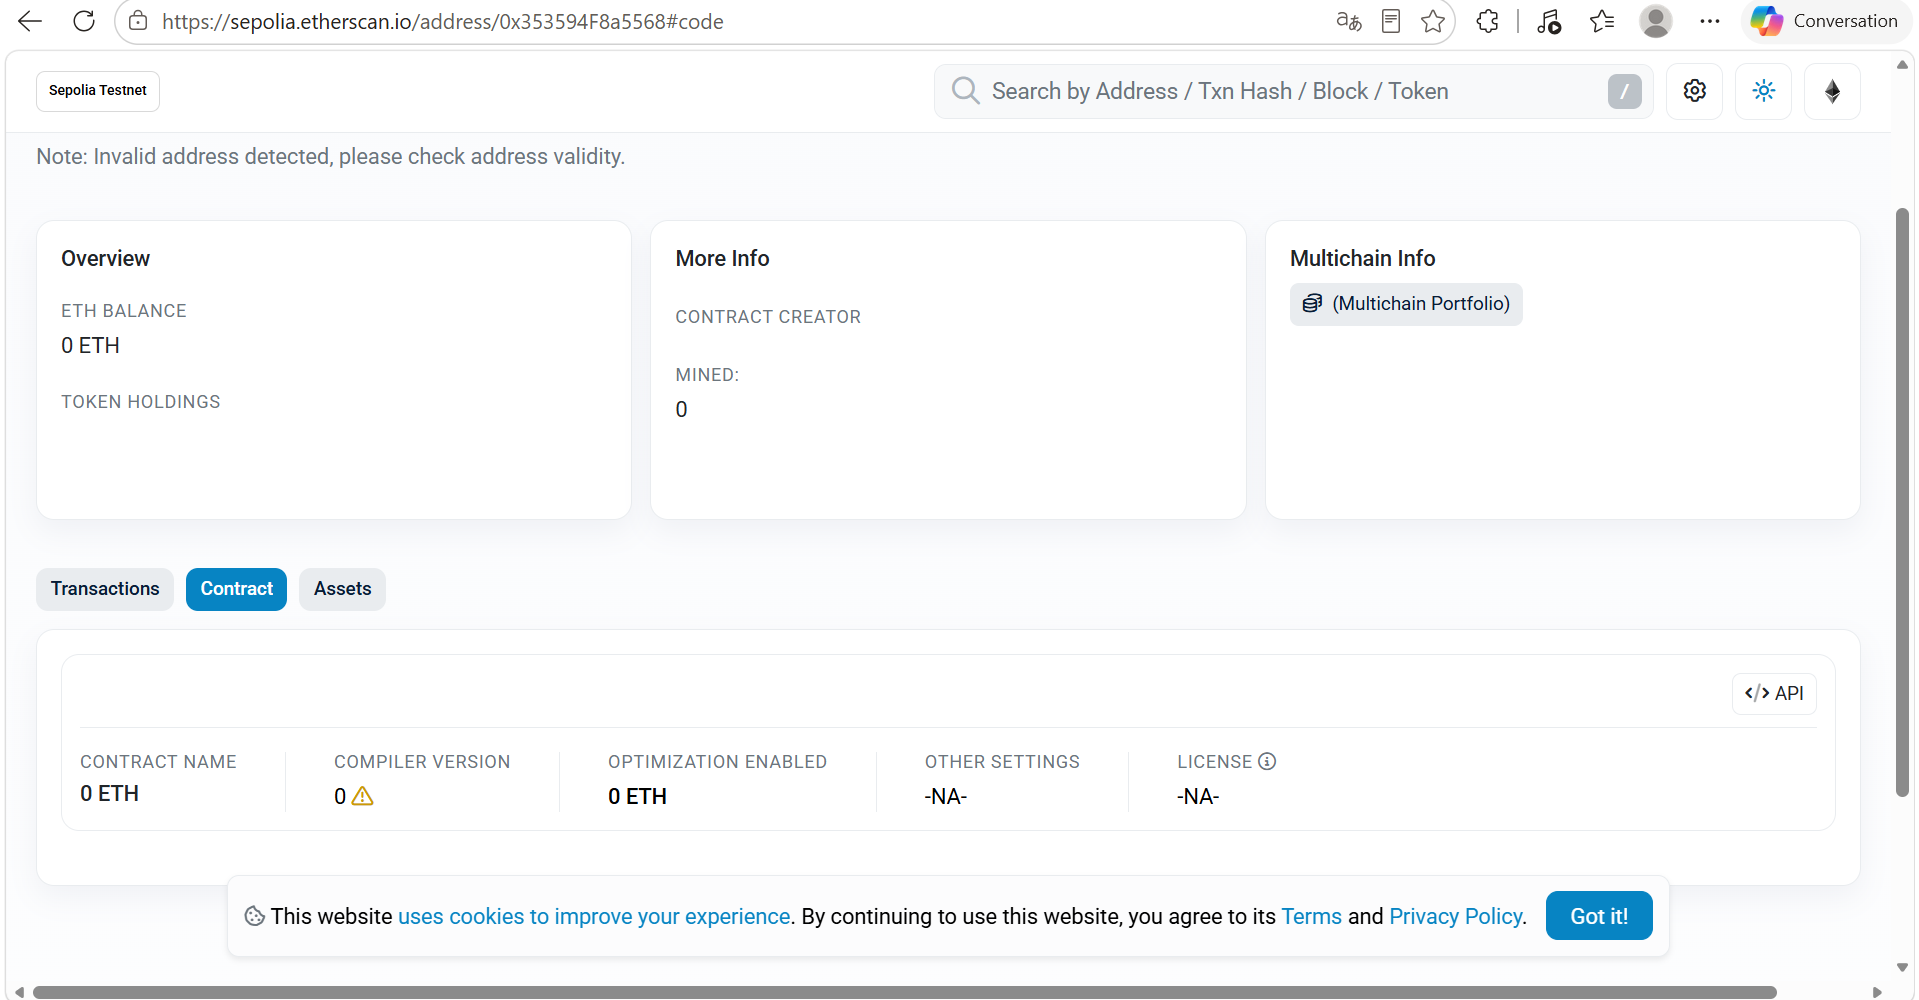 https://sepolia.etherscan.io/address/0x353594F8a5568#code
Conversation
Sepolia Testnet
Search by Address / Txn Hash / Block / Token
/
Note: Invalid address detected, please check address validity.
Overview
ETH BALANCE
0 ETH
TOKEN HOLDINGS
More Info
CONTRACT CREATOR
MINED:
0
Multichain Info
(Multichain Portfolio)
Transactions
Contract
Assets
</> API
CONTRACT NAME
0 ETH
COMPILER VERSION
0
OPTIMIZATION ENABLED
0 ETH
OTHER SETTINGS
-NA-
LICENSE
-NA-
This website uses cookies to improve your experience. By continuing to use this website, you agree to its Terms and Privacy Policy.
Got it!